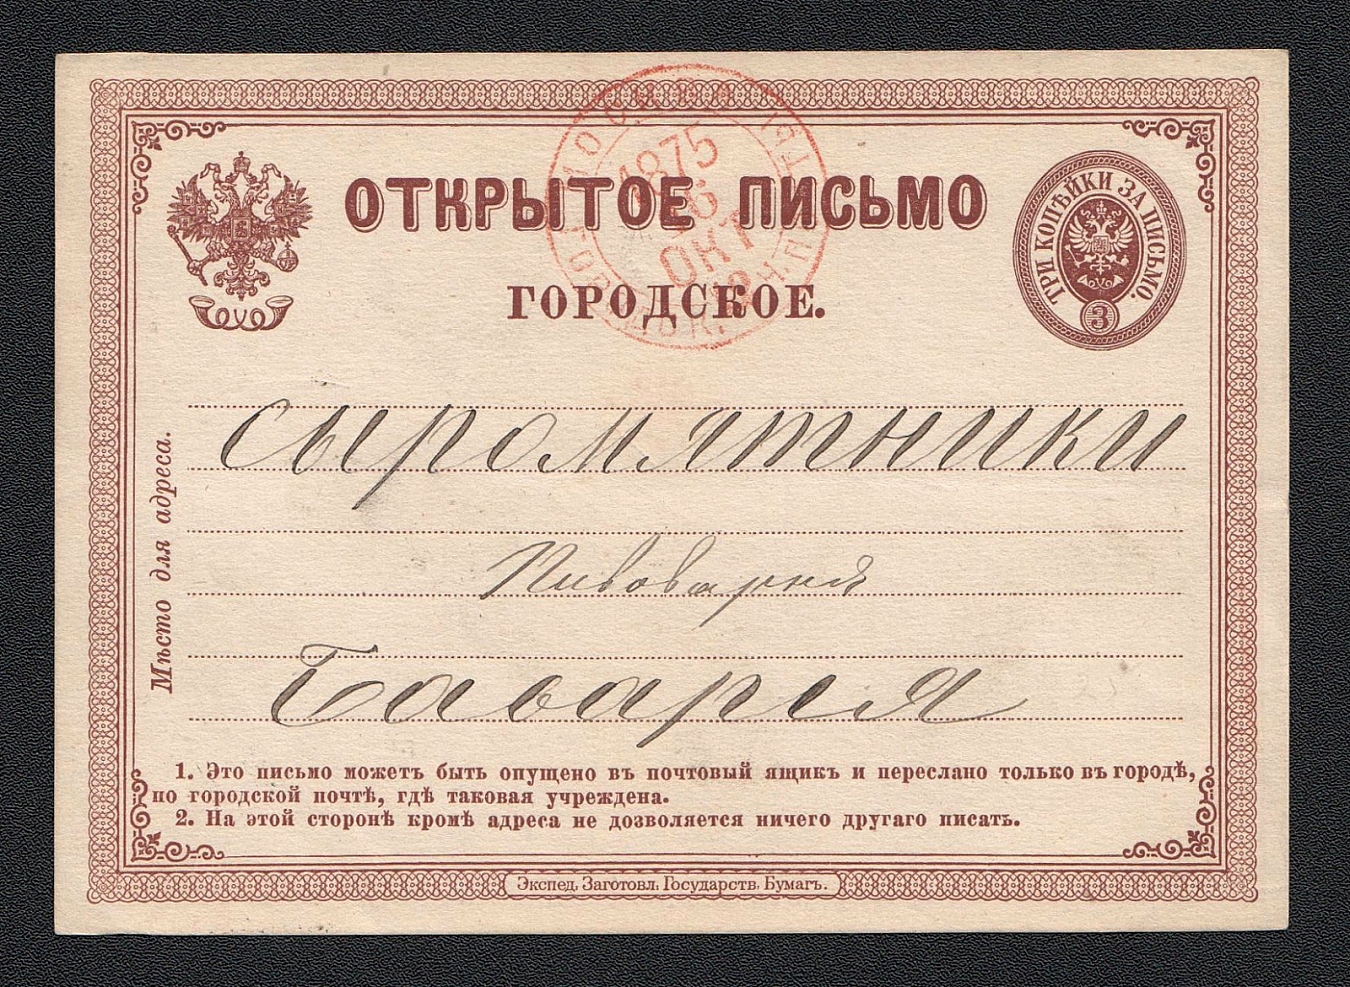 МОСКВА
1875
ОКТ
ОТКРЫТОЕ ПИСЬМО
ГОРОДСКОЕ.
ТРИ КОПѢЙКИ ЗА ПИСЬМО.
3
Мѣсто для адреса.
Сыромятники
Пивоварня
Бавария
1. Это письмо можетъ быть опущено въ почтовый ящикъ и переслано только въ городѣ,
по городской почтѣ, гдѣ таковая учреждена.
2. На этой сторонѣ кромѣ адреса не дозволяется ничего другаго писать.
Экспед. Заготовл. Государств. Бумагъ.